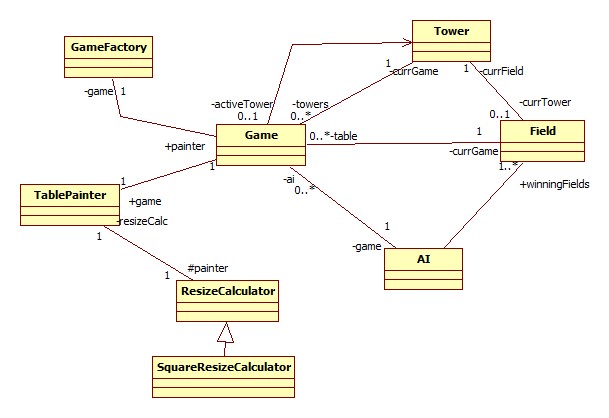 Tower
GameFactory
-game 1
1 -currGame
1 -currField
-activeTower
0..1
-towers
0..*
-currTower
0..1
Game
0..* -table
1
-currGame
Field
+painter
1
1..*
+winningFields
-ai
0..*
1
+game
TablePainter
-resizeCalc
1
1
-game
AI
#painter
1
ResizeCalculator
SquareResizeCalculator